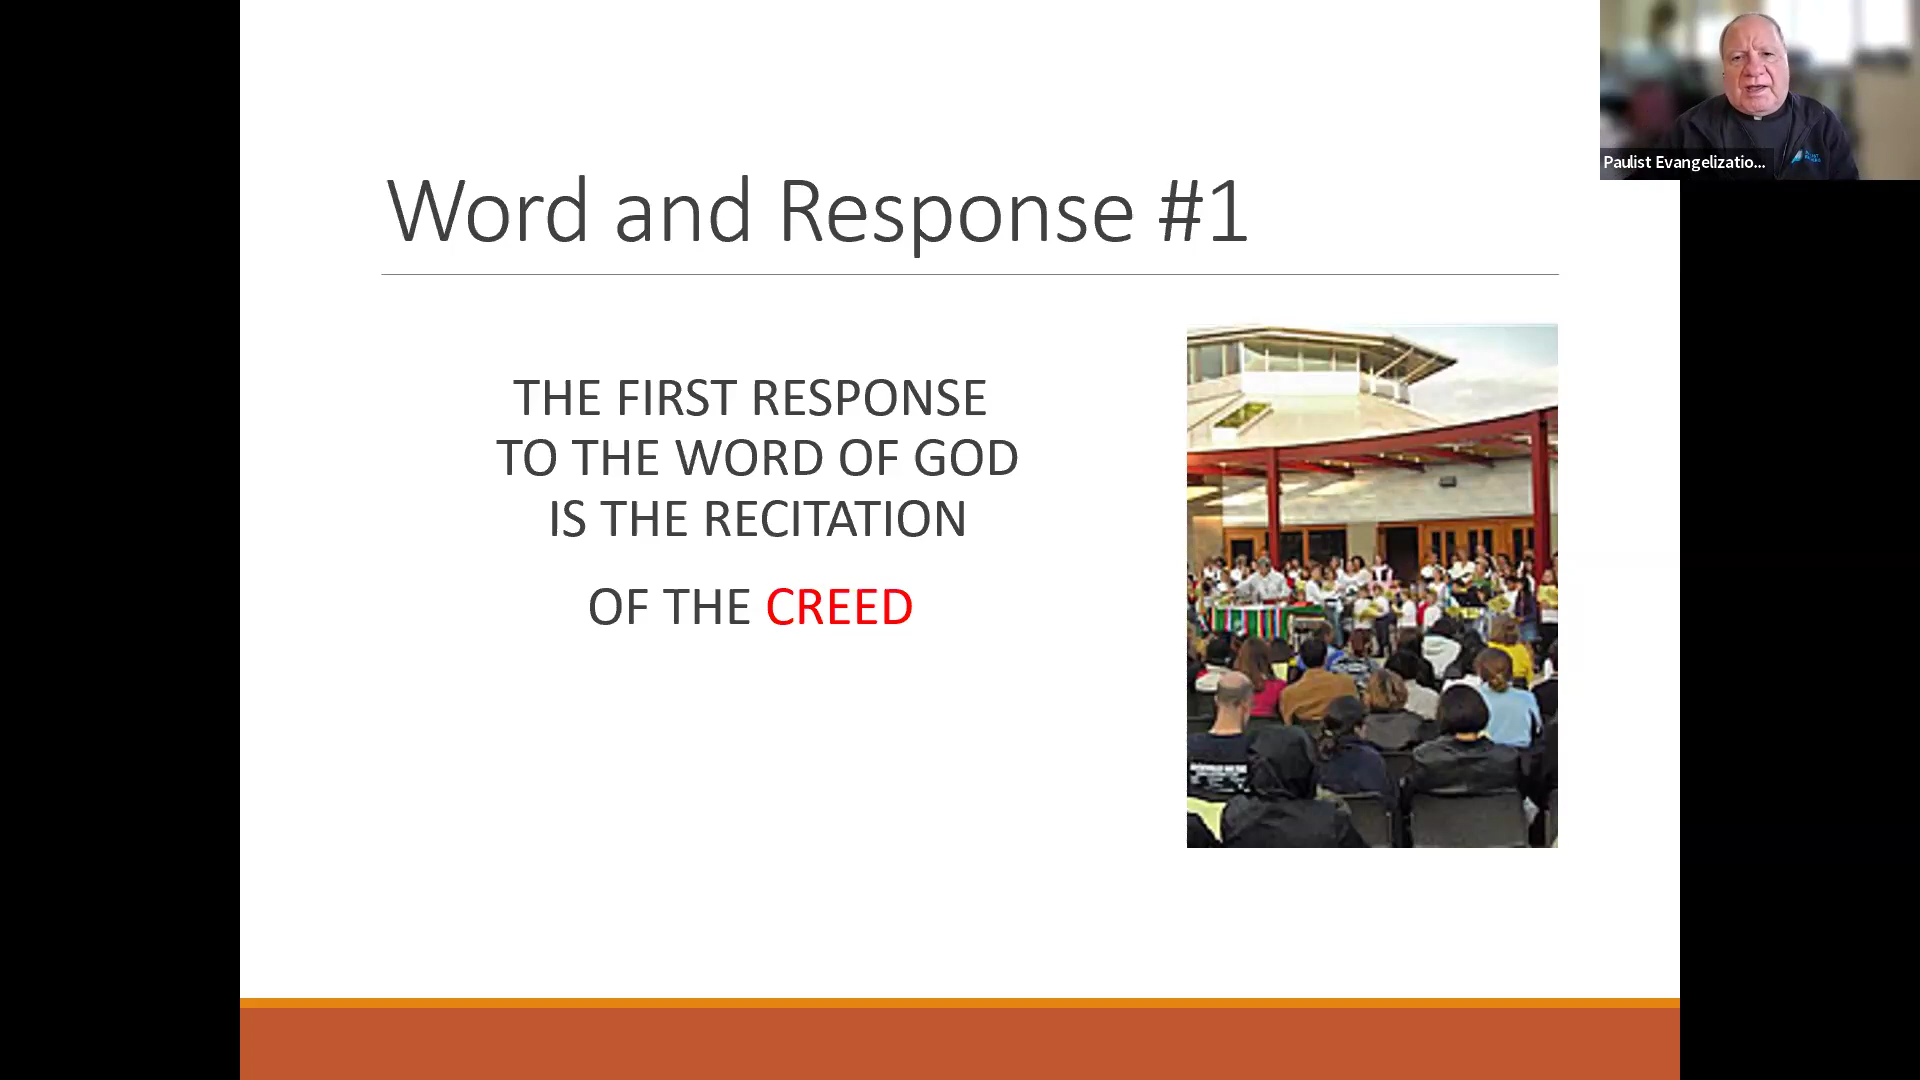 Paulist Evangelizatio...
Word and Response #1
THE FIRST RESPONSE
TO THE WORD OF GOD
IS THE RECITATION
OF THE CREED